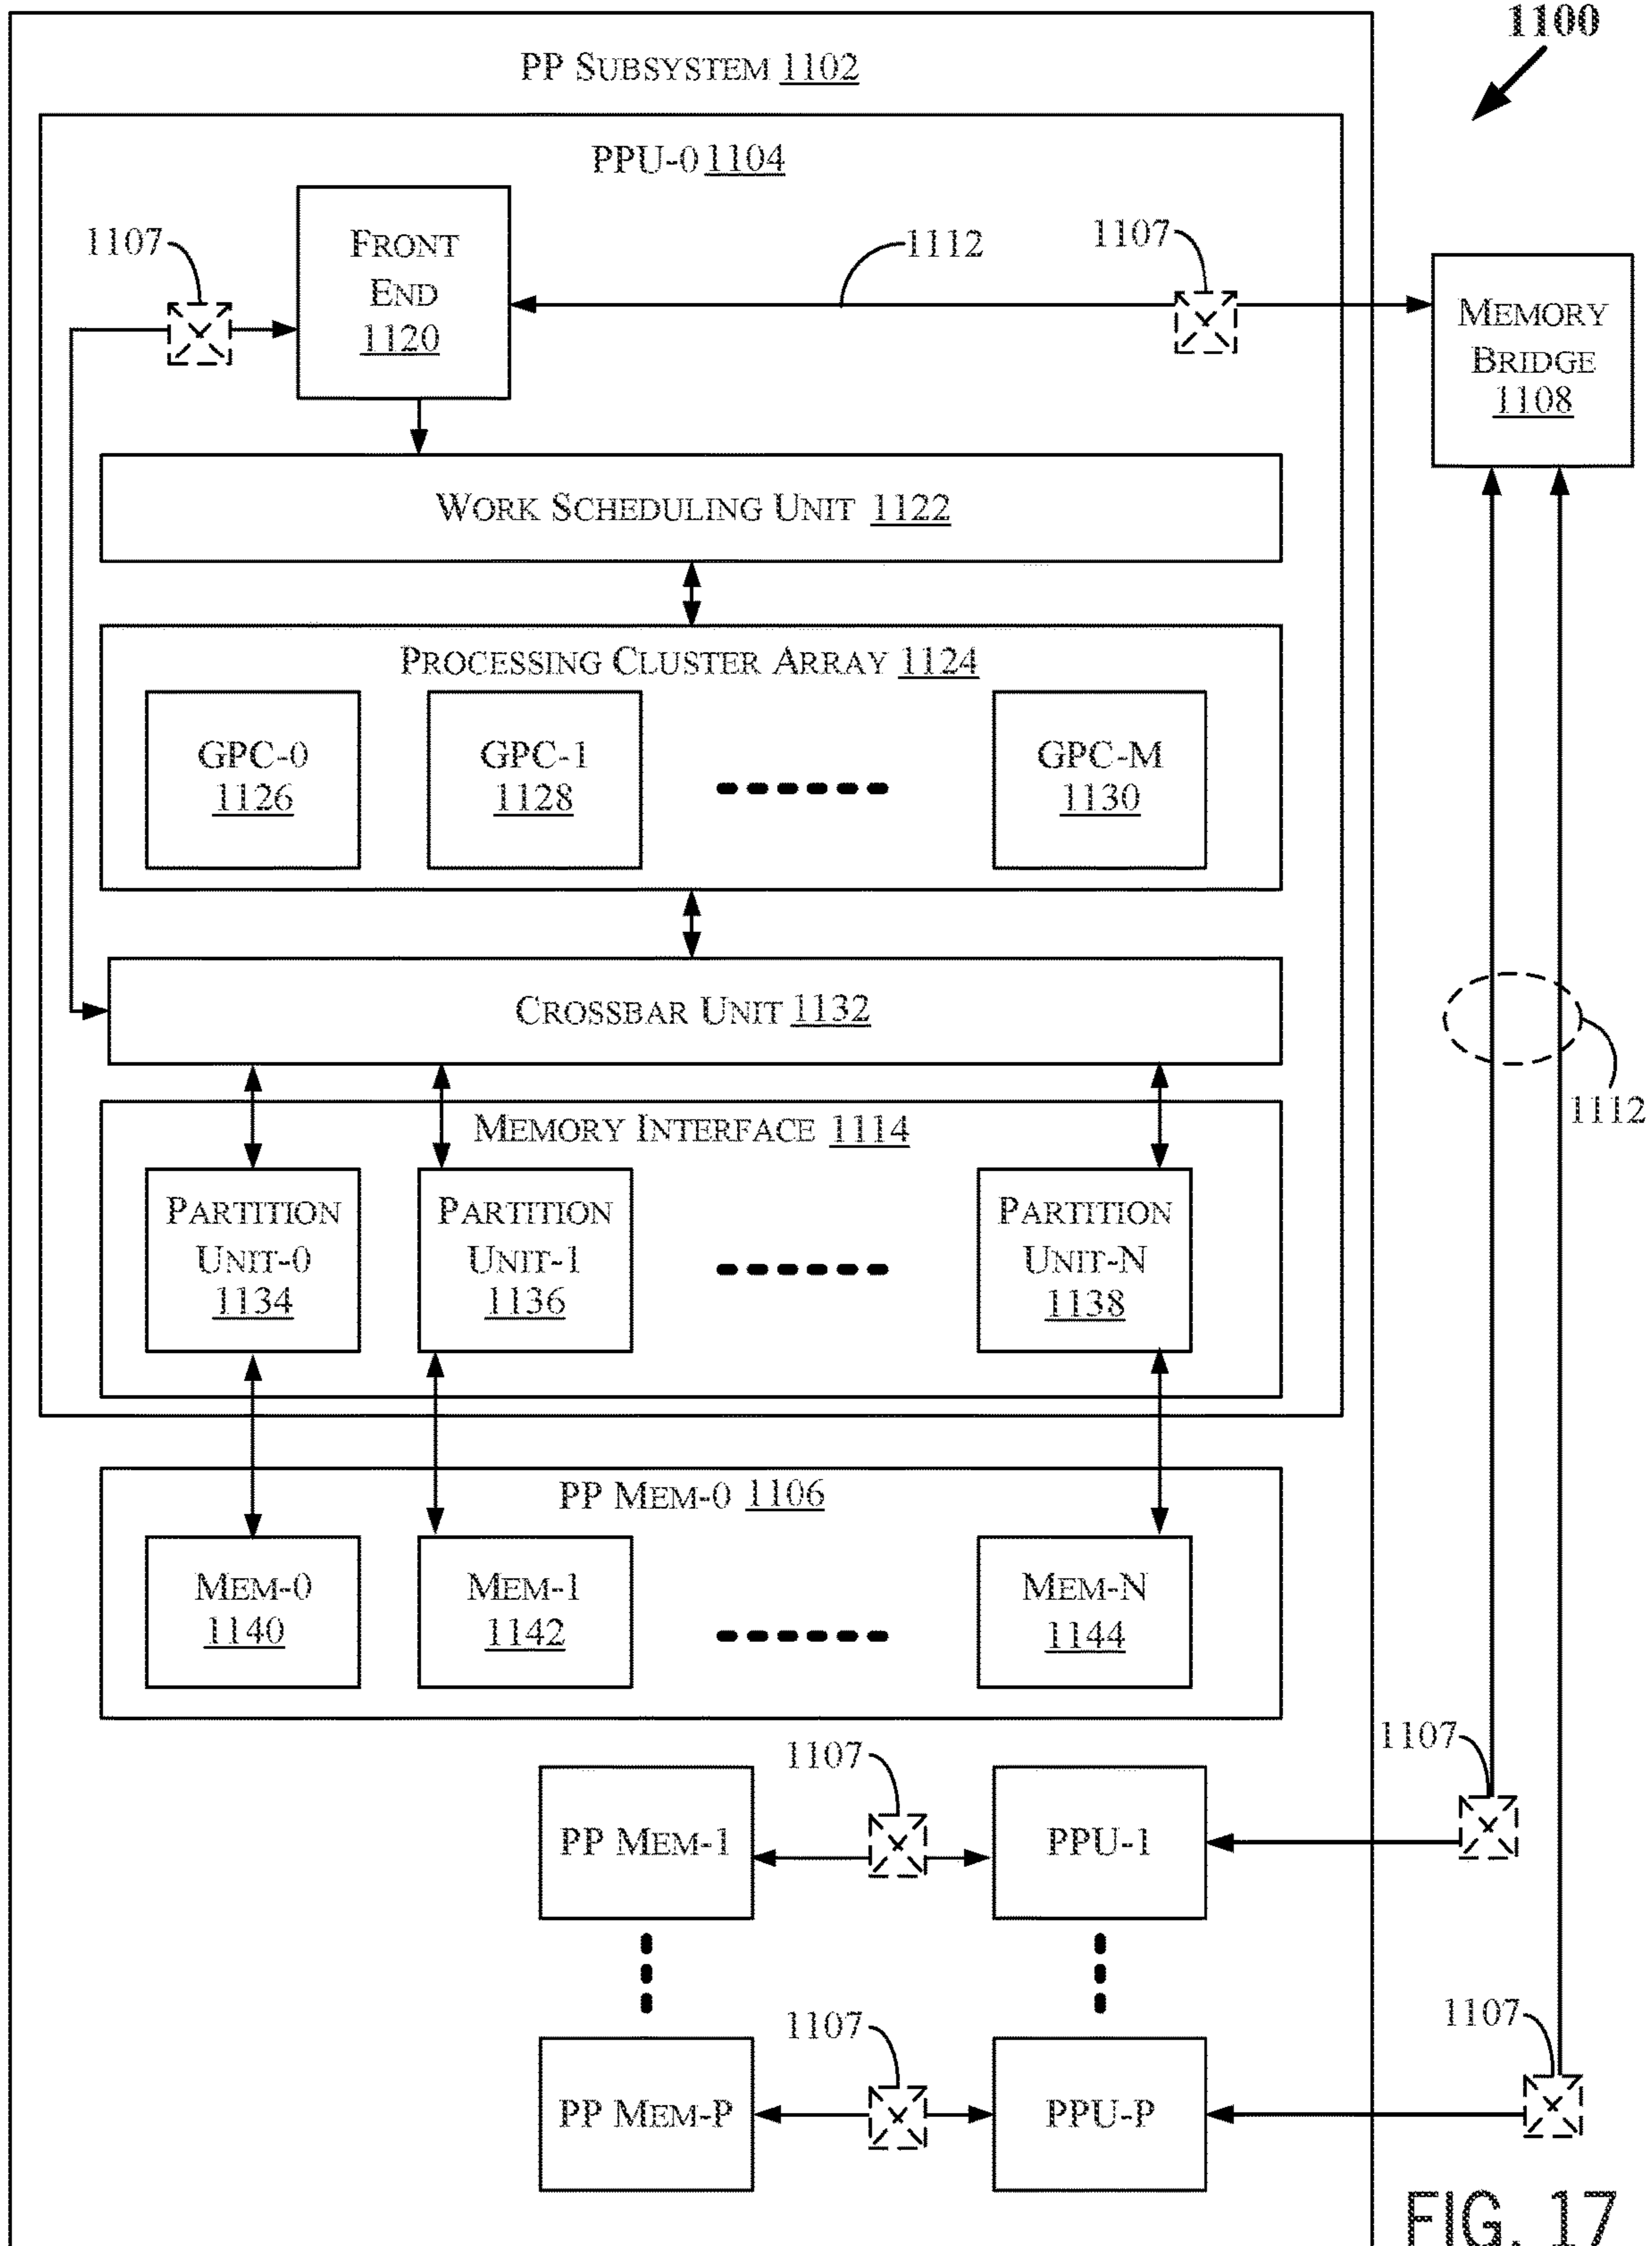 1100
PP SUBSYSTEM 1102
PPU-0 1104
1107
FRONT
END
1120
1112
1107
MEMORY
BRIDGE
1108
WORK SCHEDULING UNIT 1122
PROCESSING CLUSTER ARRAY 1124
GPC-0
1126
GPC-1
1128
GPC-M
1130
CROSSBAR UNIT 1132
1112
MEMORY INTERFACE 1114
PARTITION
UNIT-0
1134
PARTITION
UNIT-1
1136
PARTITION
UNIT-N
1138
PP MEM-0 1106
MEM-0
1140
MEM-1
1142
MEM-N
1144
1107
1107
PP MEM-1
PPU-1
1107
1107
PP MEM-P
PPU-P
FIG. 17